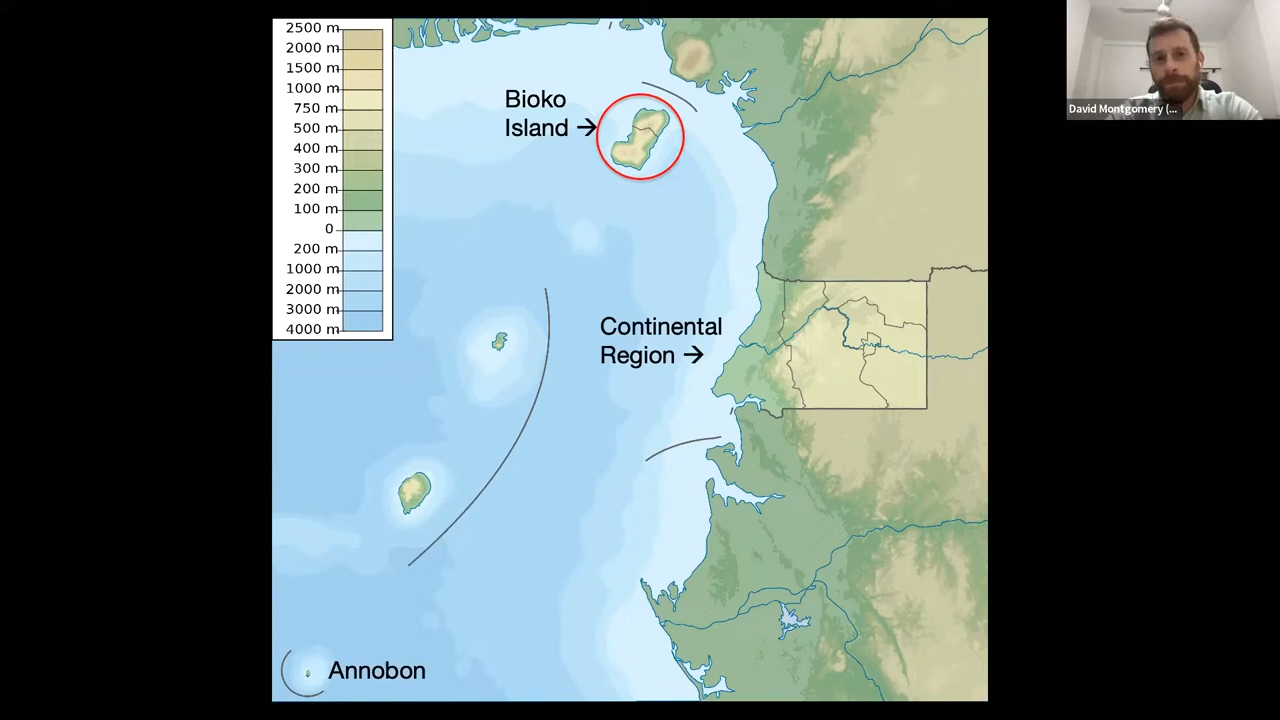 2500 m
2000 m
1500 m
1000 m
750 m
500 m
400 m
300 m
200 m
100 m
0
200 m
1000 m
2000 m
3000 m
4000 m
Bioko
Island →
Continental
Region →
Annobon
David Montgomery (...